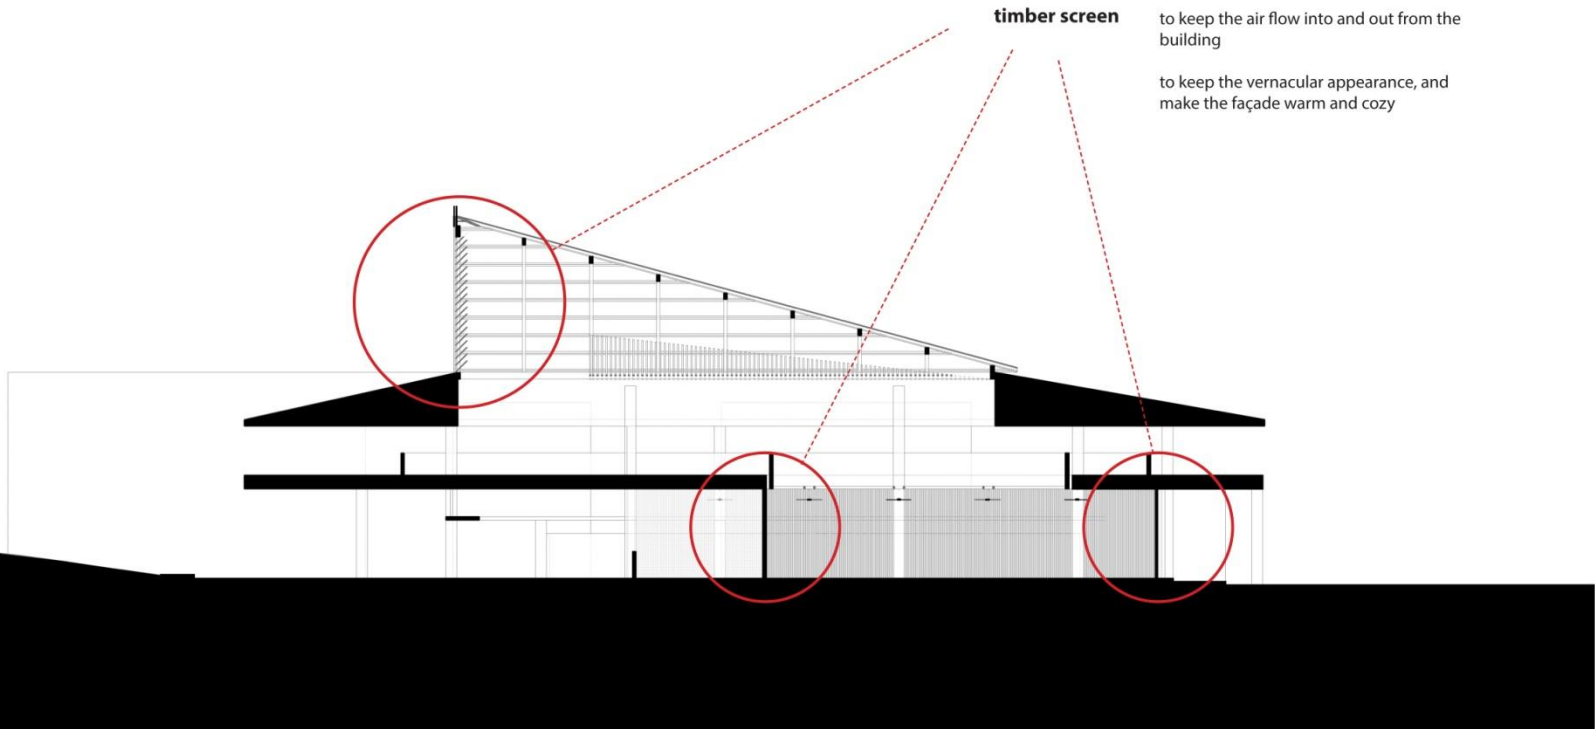 timber screen
to keep the air flow into and out from the
building
to keep the vernacular appearance, and
make the façade warm and cozy